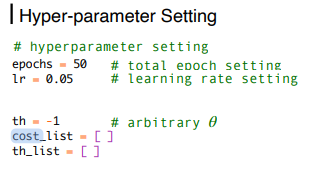 Hyper-parameter Setting
# hyperparameter setting
epochs = 50 # total epoch setting
lr = 0.05 # learning rate setting
th = -1 # arbitrary θ
cost_list = [ ]
th_list = [ ]